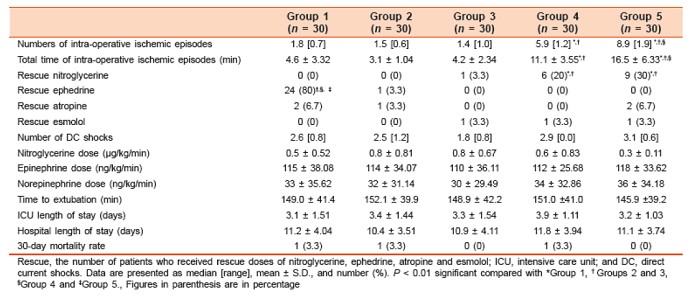 Group 1 Group 2 Group 3 Group 4 Group 5
(n = 30) (n = 30) (n = 30) (n = 30) (n = 30)
Numbers of intra-operative ischemic episodes 1.8 [0.7] 1.5 [0.6] 1.4 [1.0] 5.9 [1.2] *,† 8.9 [1.9] *,†,§
Total time of intra-operative ischemic episodes (min) 4.6 ± 3.32 3.1 ± 1.04 4.2 ± 2.34 11.1 ± 3.55*,† 16.5 ± 6.33*,†,§
Rescue nitroglycerine 0 (0) 0 (0) 1 (3.3) 6 (20)*,† 9 (30)*,†
Rescue ephedrine 24 (80)†,§, ‡ 1 (3.3) 0 (0) 0 (0) 0 (0)
Rescue atropine 2 (6.7) 1 (3.3) 0 (0) 0 (0) 2 (6.7)
Rescue esmolol 0 (0) 0 (0) 1 (3.3) 1 (3.3) 1 (3.3)
Number of DC shocks 2.6 [0.8] 2.5 [1.2] 1.8 [0.8] 2.9 [0.0] 3.1 [0.6]
Nitroglycerine dose (µg/kg/min) 0.5 ± 0.52 0.8 ± 0.81 0.8 ± 0.67 0.6 ± 0.83 0.3 ± 0.11
Epinephrine dose (ng/kg/min) 115 ± 38.08 114 ± 34.07 110 ± 36.11 112 ± 25.68 118 ± 33.62
Norepinephrine dose (ng/kg/min) 33 ± 35.62 32 ± 31.14 30 ± 29.49 34 ± 32.86 36 ± 34.18
Time to extubation (min) 149.0 ± 41.4 152.1 ± 39.9 148.9 ± 42.2 151.0 ±41.0 145.9 ±39.2
ICU length of stay (days) 3.1 ± 1.51 3.4 ± 1.44 3.3 ± 1.54 3.9 ± 1.11 3.2 ± 1.03
Hospital length of stay (days) 11.2 ± 4.04 10.4 ± 3.51 10.9 ± 4.11 11.8 ± 3.94 11.1 ± 3.74
30-day mortality rate 1 (3.3) 1 (3.3) 0 (0) 1 (3.3) 0 (0)
Rescue, the number of patients who received rescue doses of nitroglycerine, ephedrine, atropine and esmolol; ICU, intensive care unit; and DC, direct
current shocks. Data are presented as median [range], mean ± S.D., and number (%). P < 0.01 significant compared with *Group 1, † Groups 2 and 3,
§Group 4 and ‡Group 5., Figures in parenthesis are in percentage